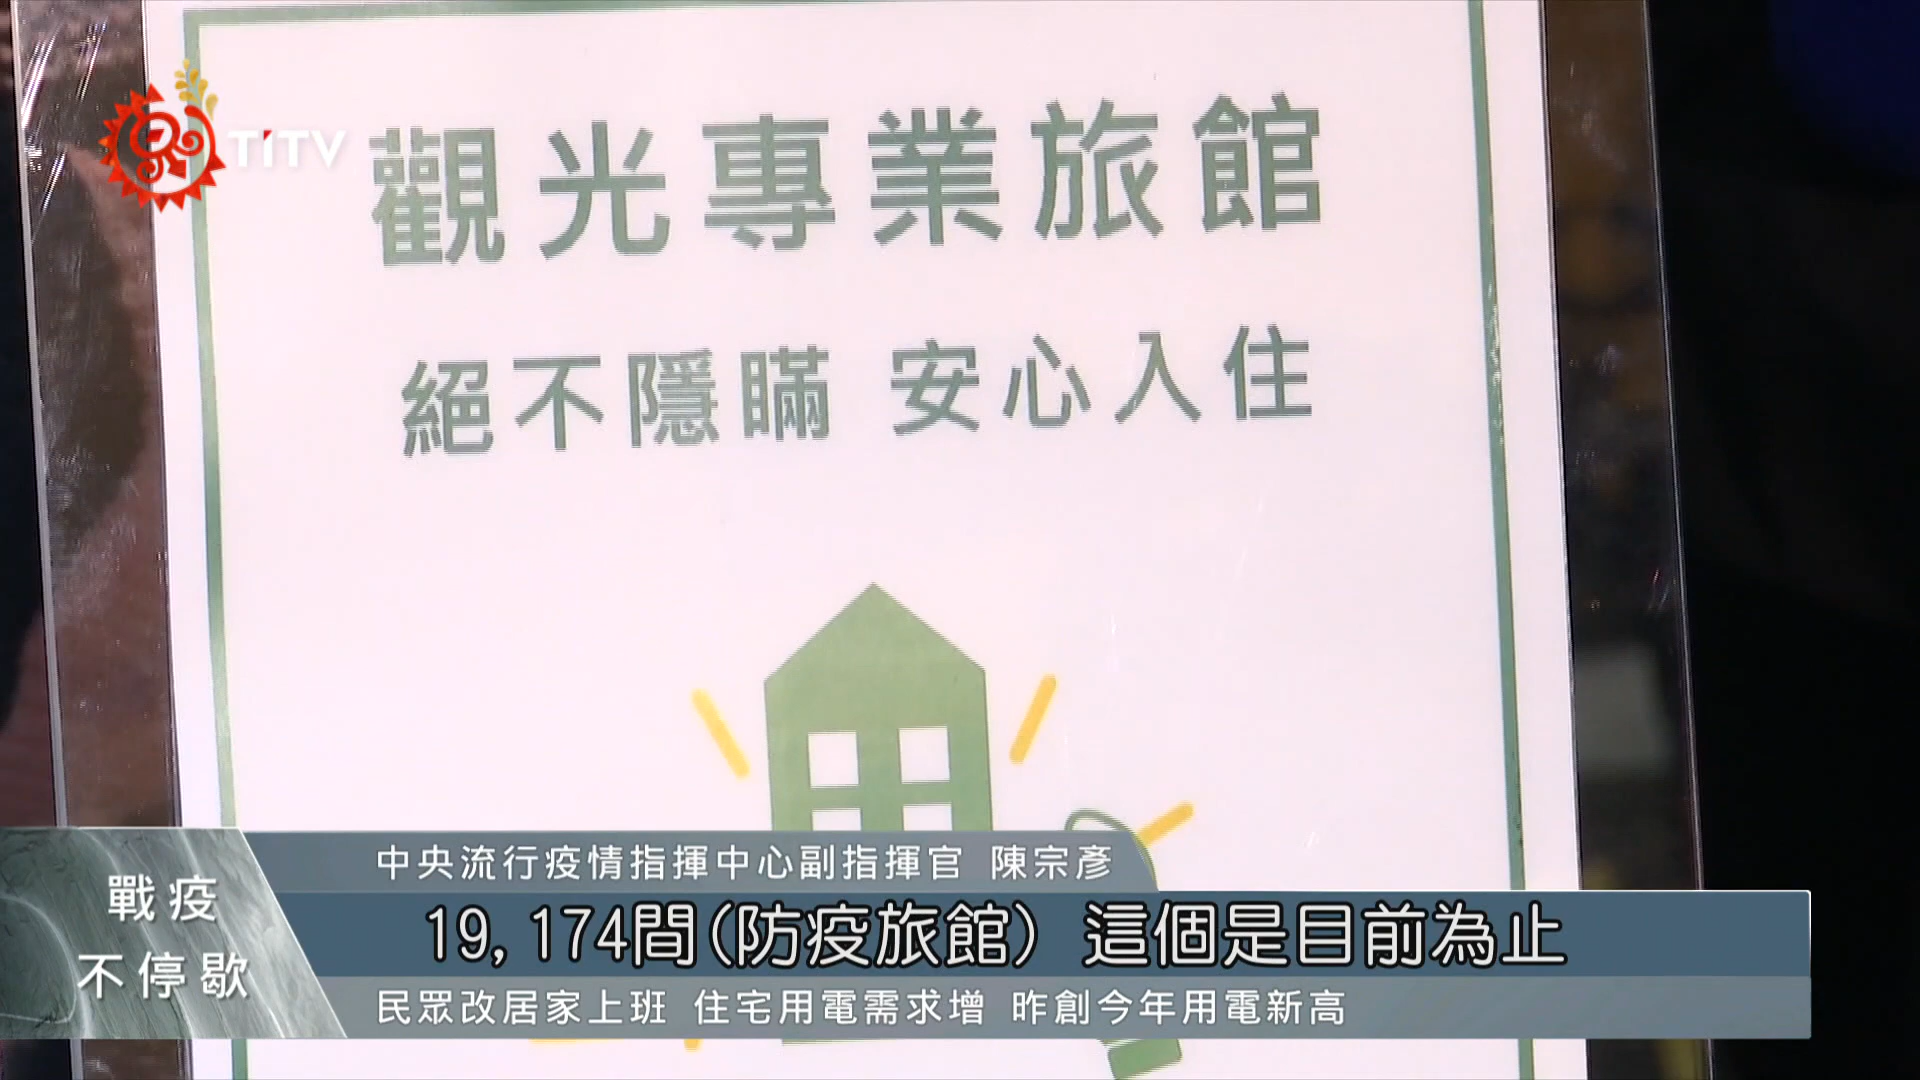 TiTV
觀光專業旅館
絕不隱瞞 安心入住
中央流行疫情指揮中心副指揮官 陳宗彥
戰疫
不停歇
19,174間(防疫旅館) 這個是目前為止
民眾改居家上班 住宅用電需求增 昨創今年用電新高